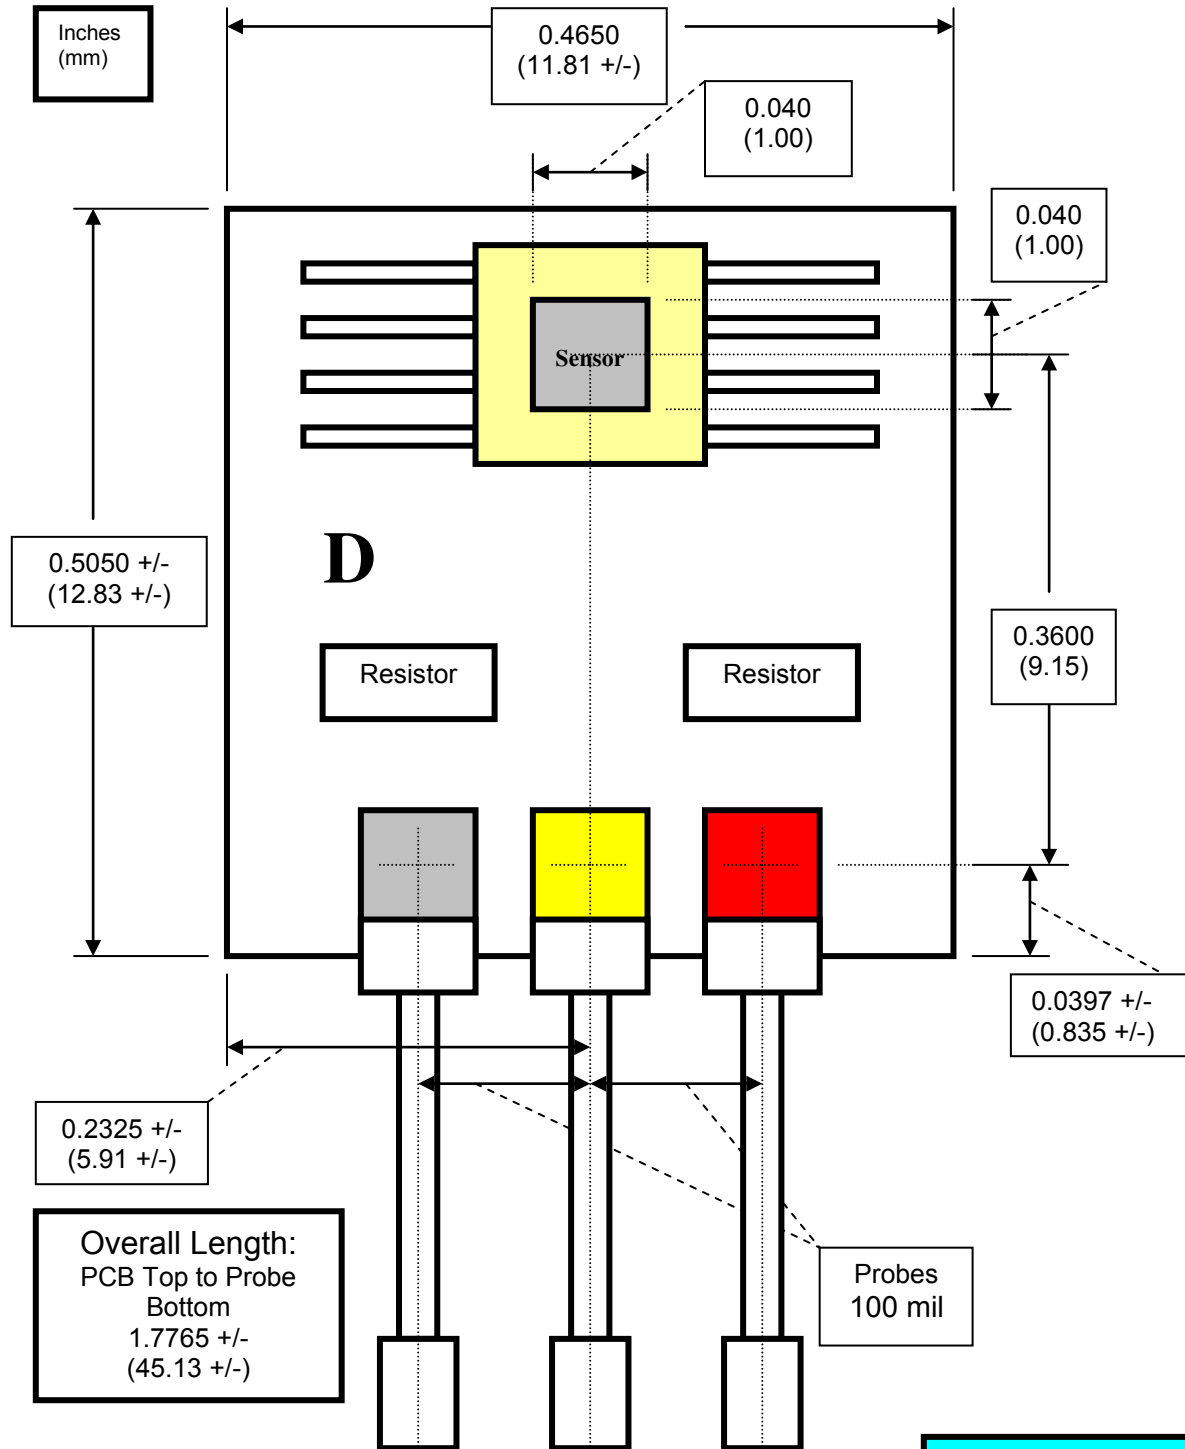 Inches
(mm)
0.4650
(11.81 +/-)
0.040
(1.00)
0.040
(1.00)
Sensor
D
0.5050 +/-
(12.83 +/-)
0.3600
(9.15)
Resistor
Resistor
0.0397 +/-
(0.835 +/-)
0.2325 +/-
(5.91 +/-)
Overall Length:
PCB Top to Probe
Bottom
1.7765 +/-
(45.13 +/-)
Probes
100 mil